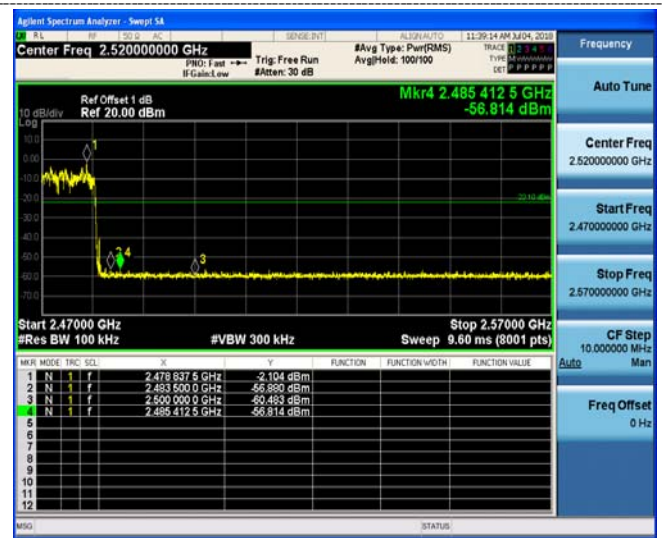 Agilent Spectrum Analyzer - Swept SA
RL RF 50 Ω AC SENSE:INT ALIGN AUTO 11:39:14 AM Jul 04, 2018
Center Freq 2.520000000 GHz #Avg Type: Pwr(RMS) TRACE 1 2 3 4 5 6
PNO: Fast Trig: Free Run Avg|Hold: 100/100 TYPE M
IFGain:Low #Atten: 30 dB DET P P P P P P
Frequency
Auto Tune
Center Freq
2.520000000 GHz
Start Freq
2.470000000 GHz
Stop Freq
2.570000000 GHz
CF Step
10.000000 MHz
Auto Man
Freq Offset
0 Hz
Mkr4 2.485 412 5 GHz
-56.814 dBm
Ref Offset 1 dB
10 dB/div Ref 20.00 dBm
Log
10.0
0.00
-10.0
-20.0
-30.0
-40.0
-50.0
-60.0
-70.0
1
2 4
3
Start 2.47000 GHz Stop 2.57000 GHz
#Res BW 100 kHz #VBW 300 kHz Sweep 9.60 ms (8001 pts)
MKR MODE TRC SCL X Y FUNCTION FUNCTION WIDTH FUNCTION VALUE
1 N 1 f 2.478 837 5 GHz -2.104 dBm
2 N 1 f 2.483 500 0 GHz -56.890 dBm
3 N 1 f 2.500 000 0 GHz -60.483 dBm
4 N 1 f 2.485 412 5 GHz -56.814 dBm
5
6
7
8
9
10
11
12
MSG STATUS